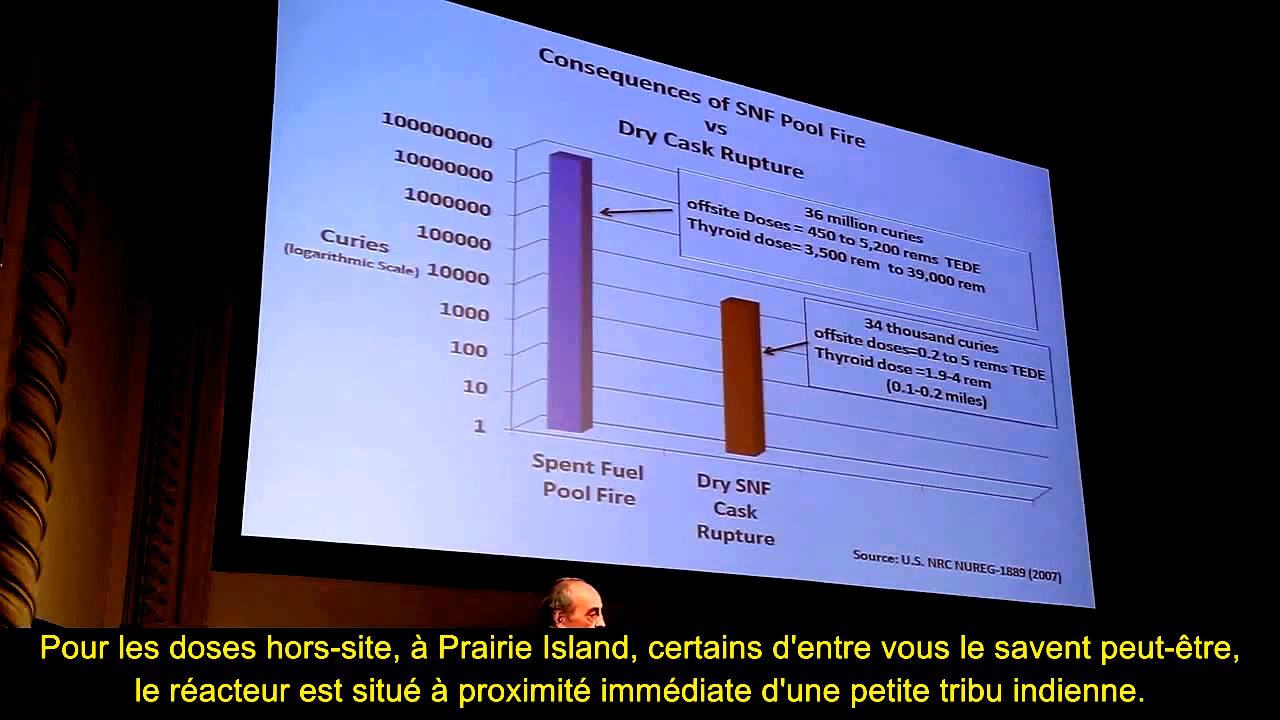 Consequences of SNF Pool Fire
vs
Dry Cask Rupture
100000000
10000000
1000000
100000
10000
1000
100
10
1
Curies
(logarithmic Scale)
36 million curies
offsite Doses = 450 to 5,200 rems TEDE
Thyroid dose= 3,500 rem to 39,000 rem
34 thousand curies
offsite doses=0.2 to 5 rems TEDE
Thyroid dose =1.9-4 rem
(0.1-0.2 miles)
Spent Fuel
Pool Fire
Dry SNF
Cask
Rupture
Source: U.S. NRC NUREG-1889 (2007)
Pour les doses hors-site, à Prairie Island, certains d'entre vous le savent peut-être,
le réacteur est situé à proximité immédiate d'une petite tribu indienne.